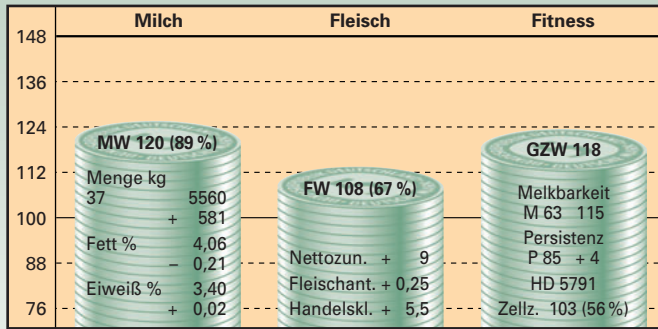 Milch Fleisch Fitness
148
136
124
112
100
88
76
MW 120 (89 %)
Menge kg
37 5560
+ 581
Fett % 4,06
– 0,21
Eiweiß % 3,40
+ 0,02
FW 108 (67 %)
Nettozun. + 9
Fleischant. + 0,25
Handelskl. + 5,5
GZW 118
Melkbarkeit
M 63 115
Persistenz
P 85 + 4
HD 5791
Zellz. 103 (56 %)